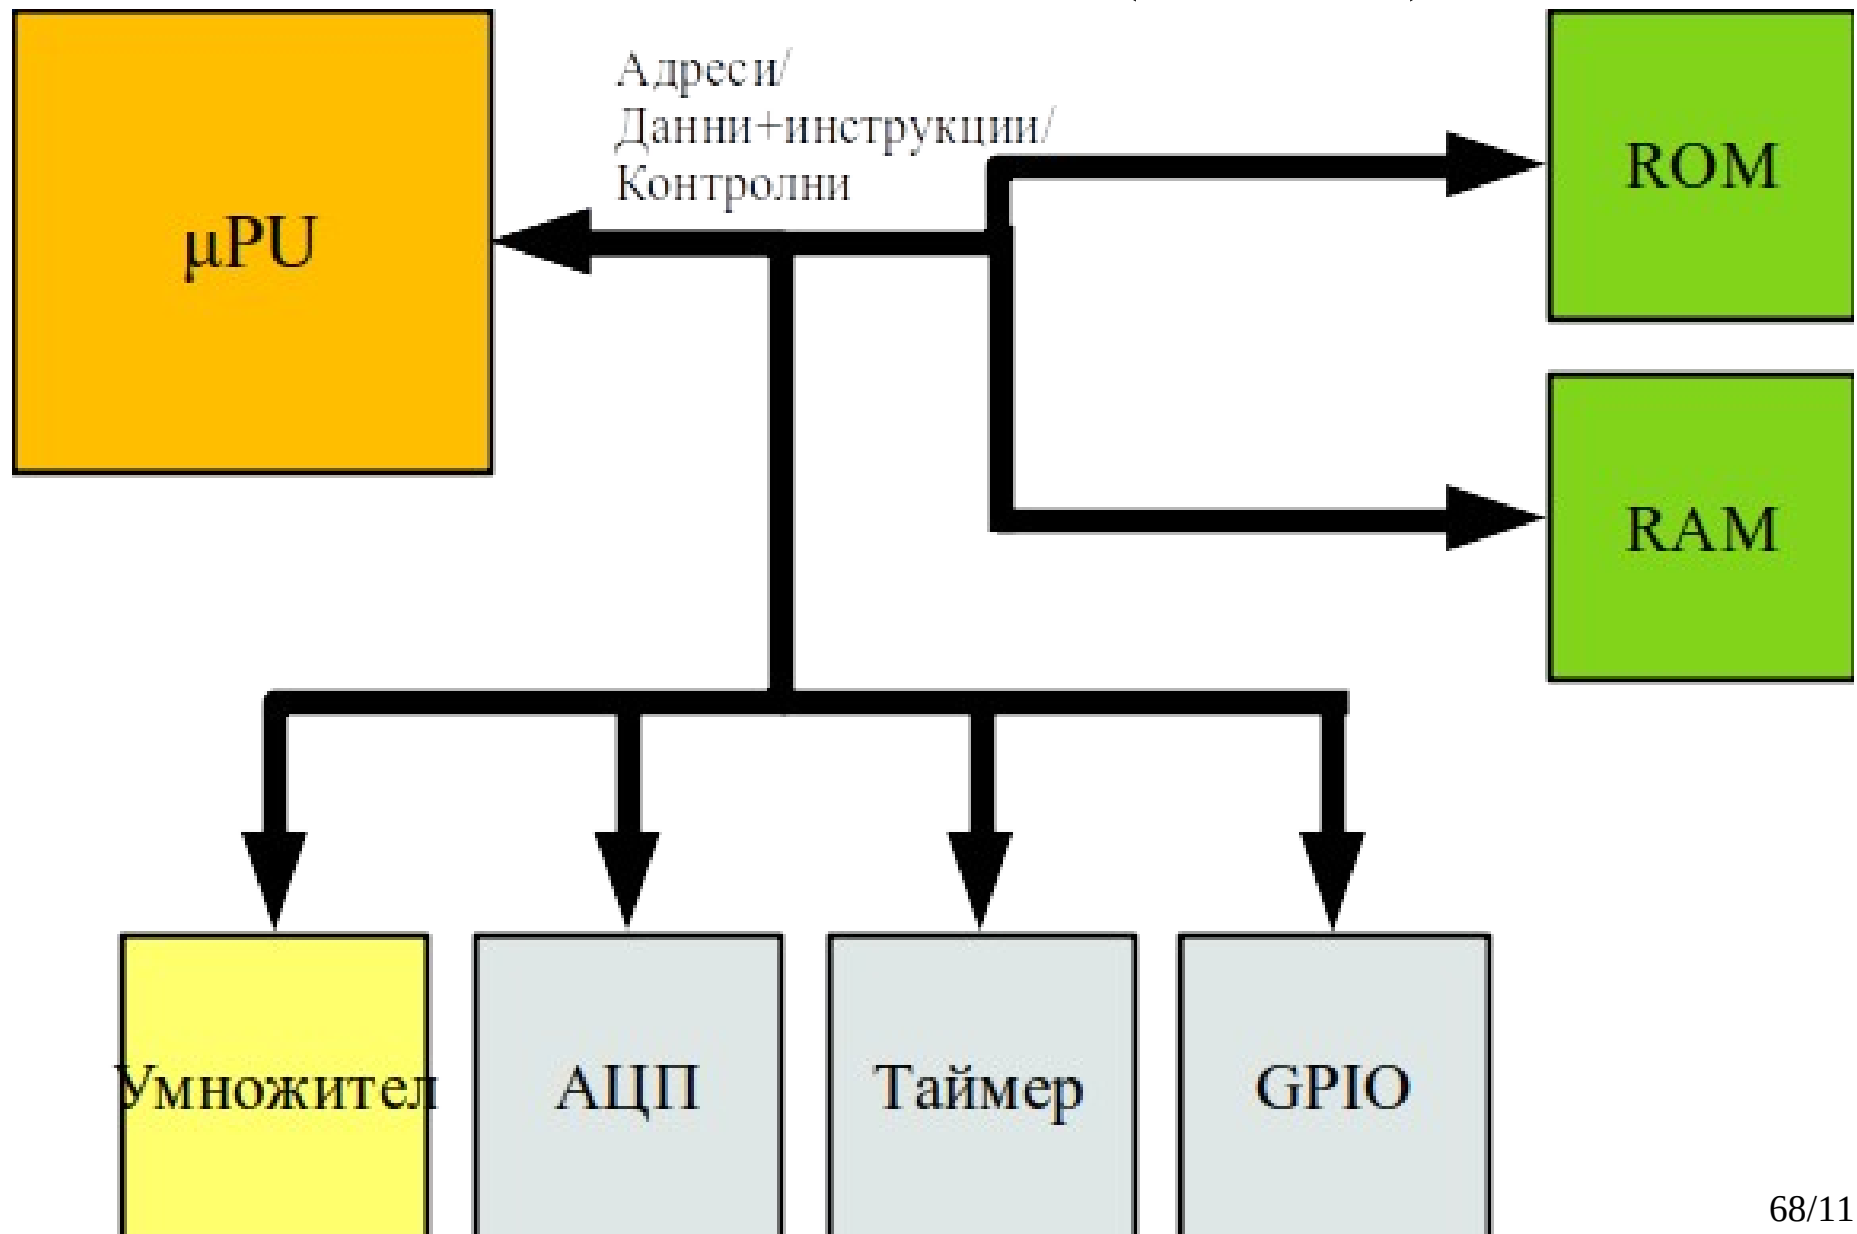 Адреси/
Данни+инструкции/
Контролни
μPU
ROM
RAM
Умножител
АЦП
Таймер
GPIO
68/11